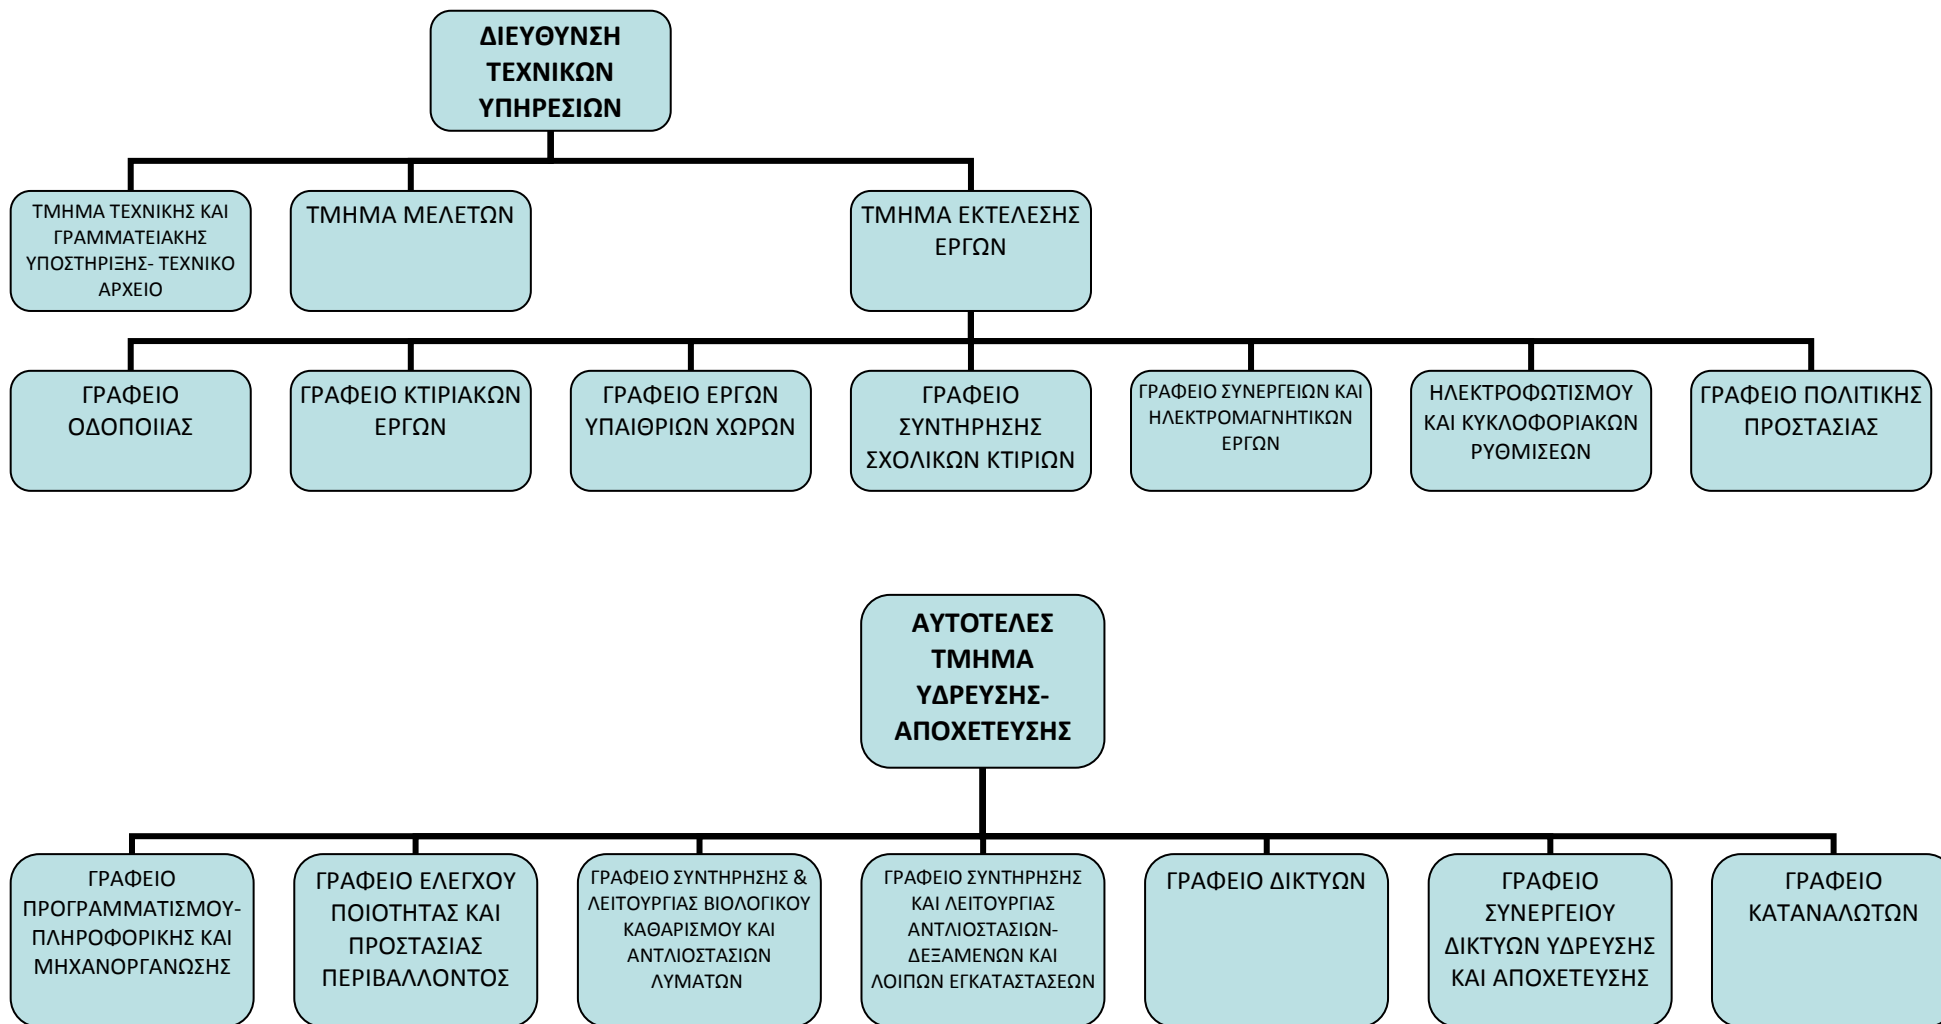 ΔΙΕΥΘΥΝΣΗ
ΤΕΧΝΙΚΩΝ
ΥΠΗΡΕΣΙΩΝ
ΤΜΗΜΑ ΤΕΧΝΙΚΗΣ ΚΑΙ
ΓΡΑΜΜΑΤΕΙΑΚΗΣ
ΥΠΟΣΤΗΡΙΞΗΣ- ΤΕΧΝΙΚΟ
ΑΡΧΕΙΟ
ΤΜΗΜΑ ΜΕΛΕΤΩΝ
ΤΜΗΜΑ ΕΚΤΕΛΕΣΗΣ
ΕΡΓΩΝ
ΓΡΑΦΕΙΟ
ΟΔΟΠΟΙΙΑΣ
ΓΡΑΦΕΙΟ ΚΤΙΡΙΑΚΩΝ
ΕΡΓΩΝ
ΓΡΑΦΕΙΟ ΕΡΓΩΝ
ΥΠΑΙΘΡΙΩΝ ΧΩΡΩΝ
ΓΡΑΦΕΙΟ
ΣΥΝΤΗΡΗΣΗΣ
ΣΧΟΛΙΚΩΝ ΚΤΙΡΙΩΝ
ΓΡΑΦΕΙΟ ΣΥΝΕΡΓΕΙΩΝ ΚΑΙ
ΗΛΕΚΤΡΟΜΑΓΝΗΤΙΚΩΝ
ΕΡΓΩΝ
ΗΛΕΚΤΡΟΦΩΤΙΣΜΟΥ
ΚΑΙ ΚΥΚΛΟΦΟΡΙΑΚΩΝ
ΡΥΘΜΙΣΕΩΝ
ΓΡΑΦΕΙΟ ΠΟΛΙΤΙΚΗΣ
ΠΡΟΣΤΑΣΙΑΣ
ΑΥΤΟΤΕΛΕΣ
ΤΜΗΜΑ
ΥΔΡΕΥΣΗΣ-
ΑΠΟΧΕΤΕΥΣΗΣ
ΓΡΑΦΕΙΟ
ΠΡΟΓΡΑΜΜΑΤΙΣΜΟΥ-
ΠΛΗΡΟΦΟΡΙΚΗΣ ΚΑΙ
ΜΗΧΑΝΟΡΓΑΝΩΣΗΣ
ΓΡΑΦΕΙΟ ΕΛΕΓΧΟΥ
ΠΟΙΟΤΗΤΑΣ ΚΑΙ
ΠΡΟΣΤΑΣΙΑΣ
ΠΕΡΙΒΑΛΛΟΝΤΟΣ
ΓΡΑΦΕΙΟ ΣΥΝΤΗΡΗΣΗΣ &
ΛΕΙΤΟΥΡΓΙΑΣ ΒΙΟΛΟΓΙΚΟΥ
ΚΑΘΑΡΙΣΜΟΥ ΚΑΙ
ΑΝΤΛΙΟΣΤΑΣΙΩΝ
ΛΥΜΑΤΩΝ
ΓΡΑΦΕΙΟ ΣΥΝΤΗΡΗΣΗΣ
ΚΑΙ ΛΕΙΤΟΥΡΓΙΑΣ
ΑΝΤΛΙΟΣΤΑΣΙΩΝ-
ΔΕΞΑΜΕΝΩΝ ΚΑΙ
ΛΟΙΠΩΝ ΕΓΚΑΤΑΣΤΑΣΕΩΝ
ΓΡΑΦΕΙΟ ΔΙΚΤΥΩΝ
ΓΡΑΦΕΙΟ
ΣΥΝΕΡΓΕΙΟΥ
ΔΙΚΤΥΩΝ ΥΔΡΕΥΣΗΣ
ΚΑΙ ΑΠΟΧΕΤΕΥΣΗΣ
ΓΡΑΦΕΙΟ
ΚΑΤΑΝΑΛΩΤΩΝ